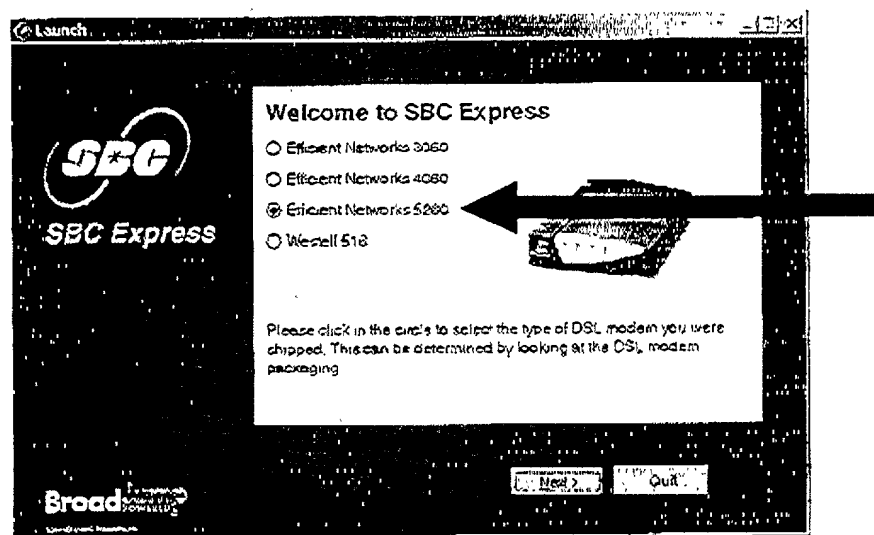 Launch
SBC
SBC Express
Welcome to SBC Express
Efficient Networks 3060
Efficient Networks 4060
Efficient Networks 5260
Westell 516
Please click in the circle to select the type of DSL modem you were
shipped. This can be determined by looking at the DSL modem
packaging
Next >
Quit
Broad